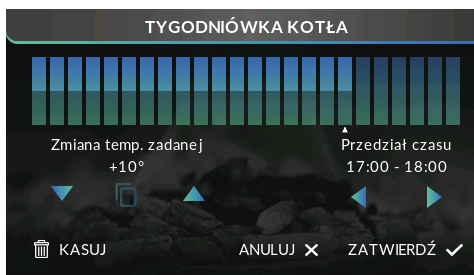 TYGODNIÓWKA KOTŁA
Zmiana temp. zadanej
Przedział czasu
+10°
17:00 - 18:00
KASUJ
ANULUJ
ZATWIERDŹ